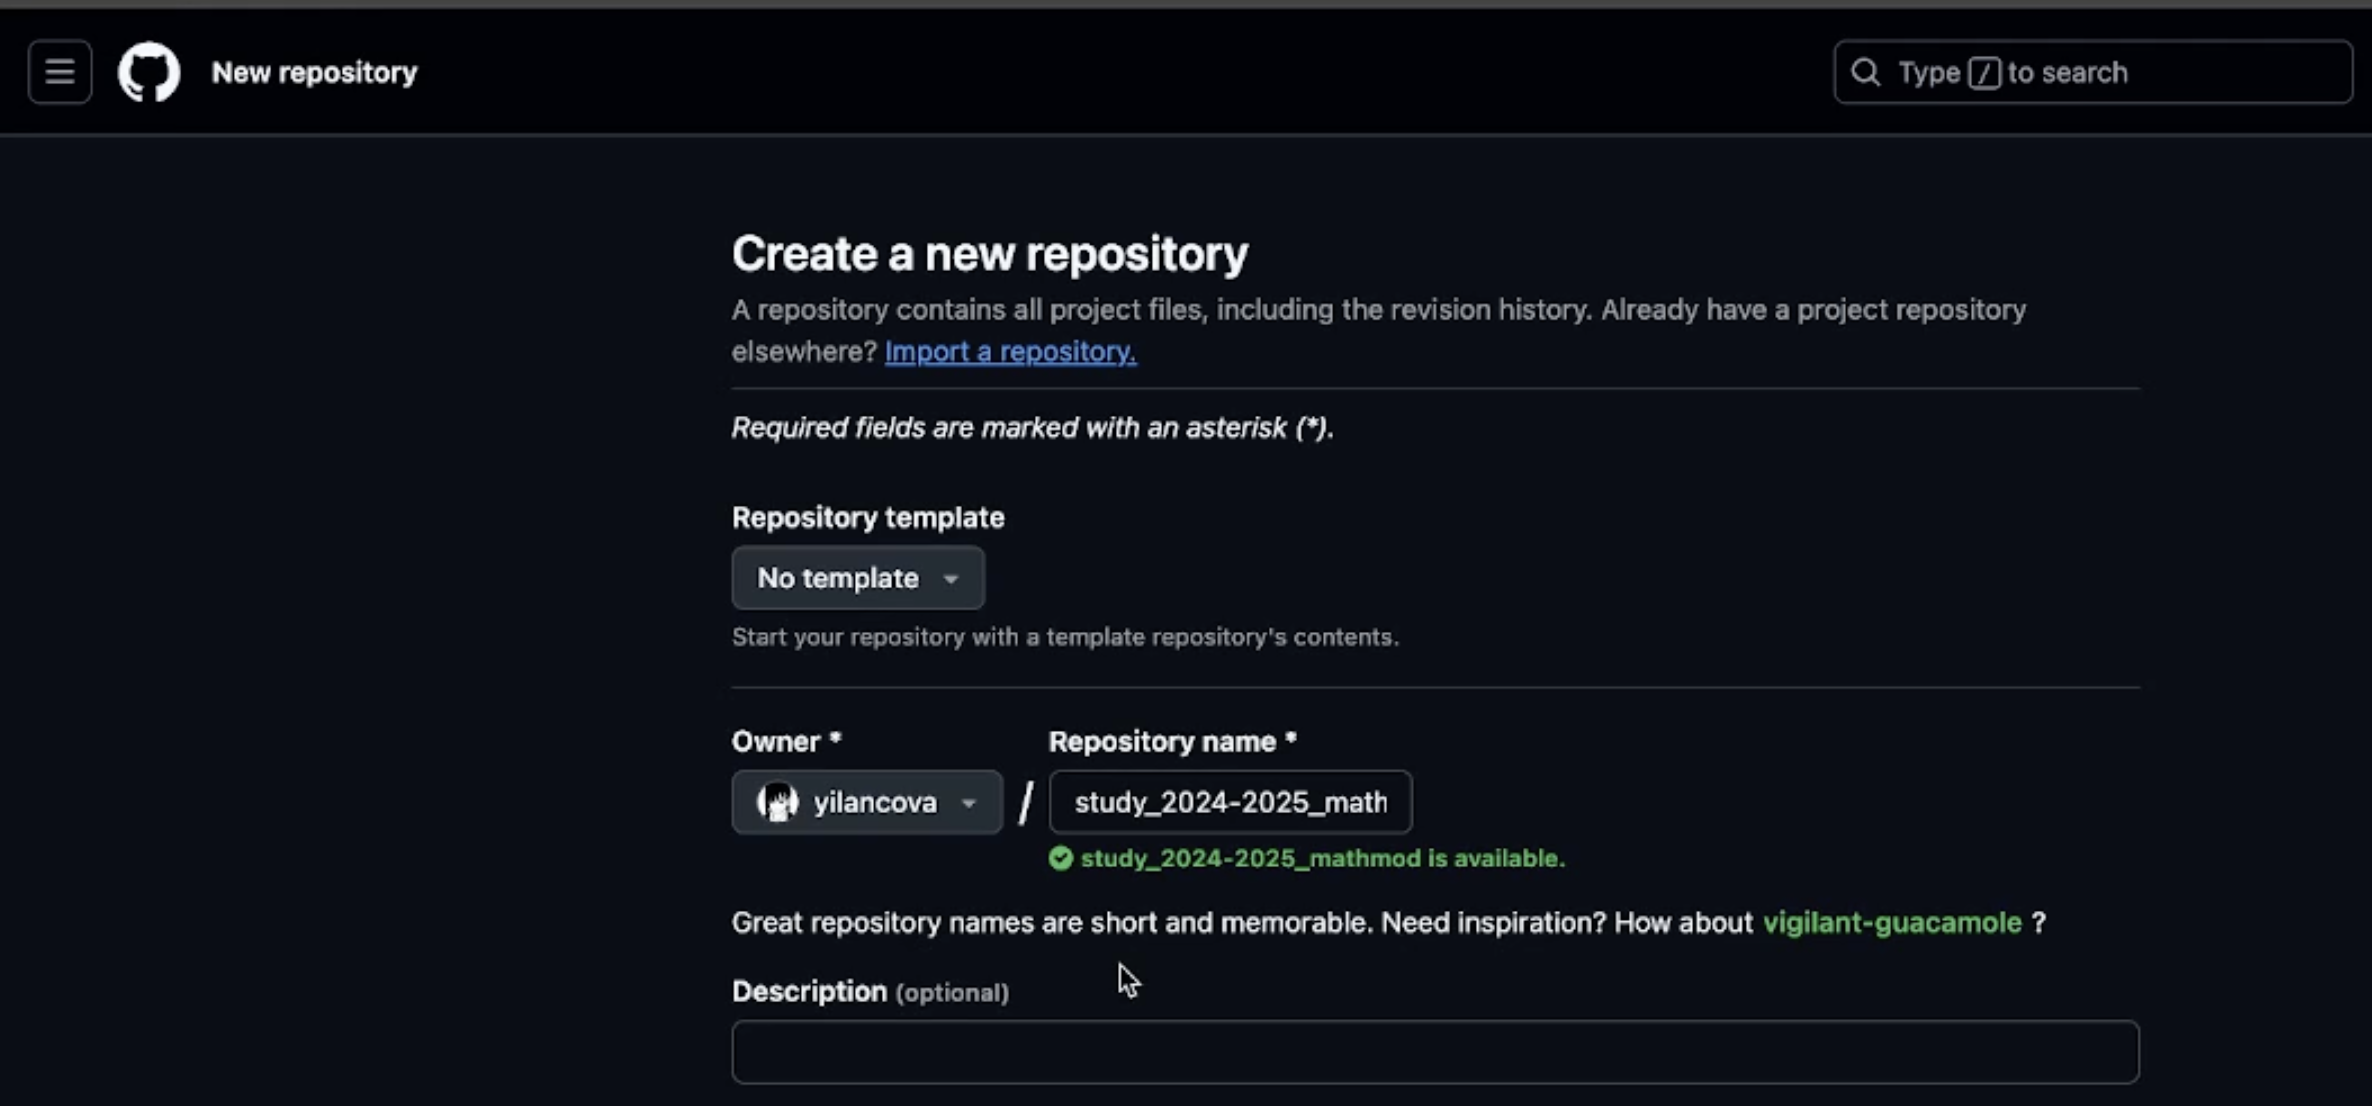 New repository
Type / to search
Create a new repository
A repository contains all project files, including the revision history. Already have a project repository
elsewhere? Import a repository.
Required fields are marked with an asterisk (*).
Repository template
No template
Start your repository with a template repository's contents.
Owner *
Repository name *
yilancova / study_2024-2025_math
study_2024-2025_mathmod is available.
Great repository names are short and memorable. Need inspiration? How about vigilant-guacamole ?
Description (optional)